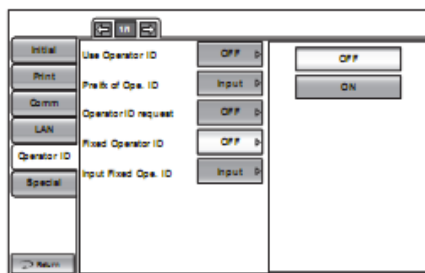 1/1
Initial
Print
Comm
LAN
Operator ID
Special
Return
Use Operator ID OFF
Prefix of Ope. ID Input
Operator ID request OFF
Fixed Operator ID OFF
Input Fixed Ope. ID Input
OFF
ON